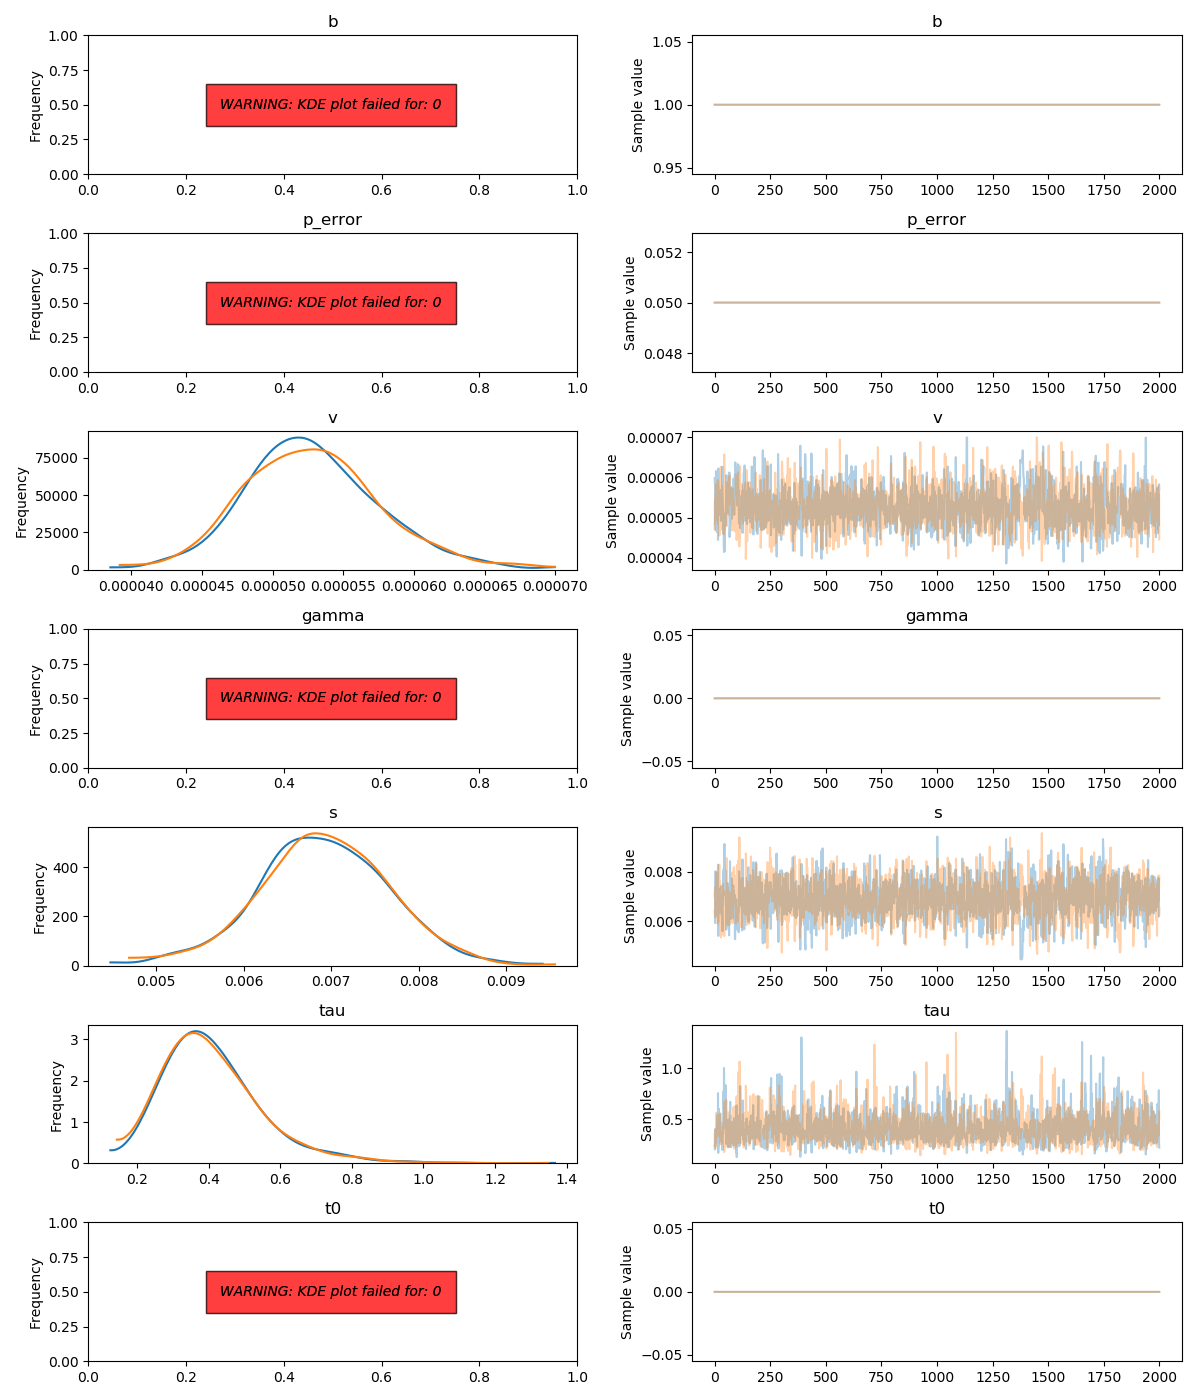 b
b
Frequency
1.00
0.75
0.50
0.25
0.00
WARNING: KDE plot failed for: 0
0.0 0.2 0.4 0.6 0.8 1.0
Sample value
1.05
1.00
0.95
0 250 500 750 1000 1250 1500 1750 2000
p_error
p_error
Frequency
1.00
0.75
0.50
0.25
0.00
WARNING: KDE plot failed for: 0
0.0 0.2 0.4 0.6 0.8 1.0
Sample value
0.052
0.050
0.048
0 250 500 750 1000 1250 1500 1750 2000
v
v
Frequency
75000
50000
25000
0
0.000040 0.000045 0.000050 0.000055 0.000060 0.000065 0.000070
Sample value
0.00007
0.00006
0.00005
0.00004
0 250 500 750 1000 1250 1500 1750 2000
gamma
gamma
Frequency
1.00
0.75
0.50
0.25
0.00
WARNING: KDE plot failed for: 0
0.0 0.2 0.4 0.6 0.8 1.0
Sample value
0.05
0.00
−0.05
0 250 500 750 1000 1250 1500 1750 2000
s
s
Frequency
400
200
0
0.005 0.006 0.007 0.008 0.009
Sample value
0.008
0.006
0 250 500 750 1000 1250 1500 1750 2000
tau
tau
Frequency
3
2
1
0
0.2 0.4 0.6 0.8 1.0 1.2 1.4
Sample value
1.0
0.5
0 250 500 750 1000 1250 1500 1750 2000
t0
t0
Frequency
1.00
0.75
0.50
0.25
0.00
WARNING: KDE plot failed for: 0
0.0 0.2 0.4 0.6 0.8 1.0
Sample value
0.05
0.00
−0.05
0 250 500 750 1000 1250 1500 1750 2000